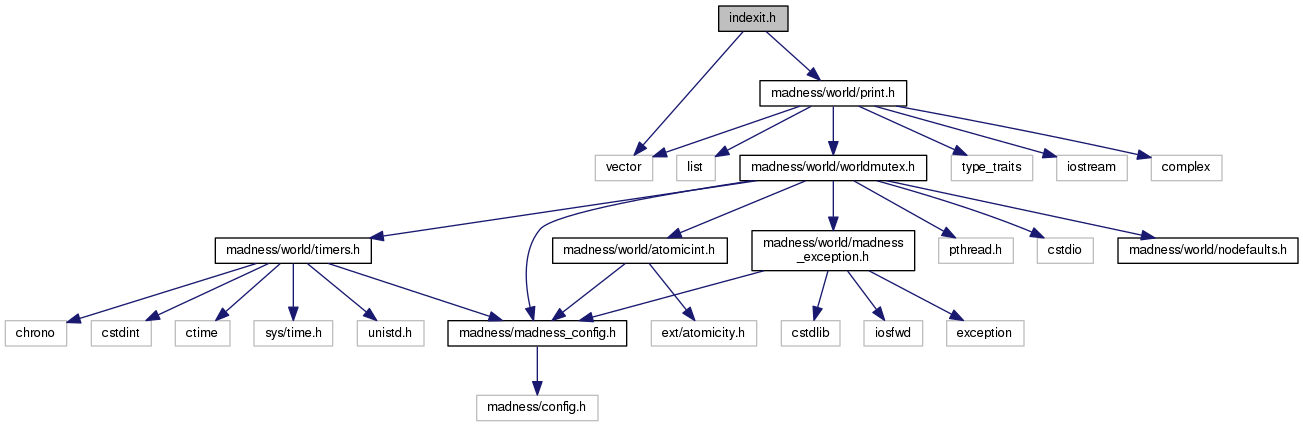 indexit.h
madness/world/print.h
vector
list
madness/world/worldmutex.h
type_traits
iostream
complex
madness/world/timers.h
madness/world/atomicint.h
madness/world/madness
_exception.h
pthread.h
cstdio
madness/world/nodefaults.h
chrono
cstdint
ctime
sys/time.h
unistd.h
madness/madness_config.h
ext/atomicity.h
cstdlib
iosfwd
exception
madness/config.h